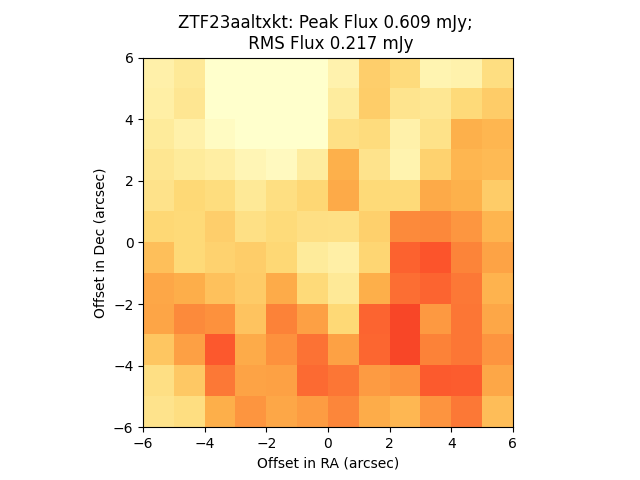 ZTF23aaltxkt: Peak Flux 0.609 mJy;
RMS Flux 0.217 mJy
6
4
2
0
−2
−4
−6
Offset in Dec (arcsec)
−6 −4 −2 0 2 4 6
Offset in RA (arcsec)